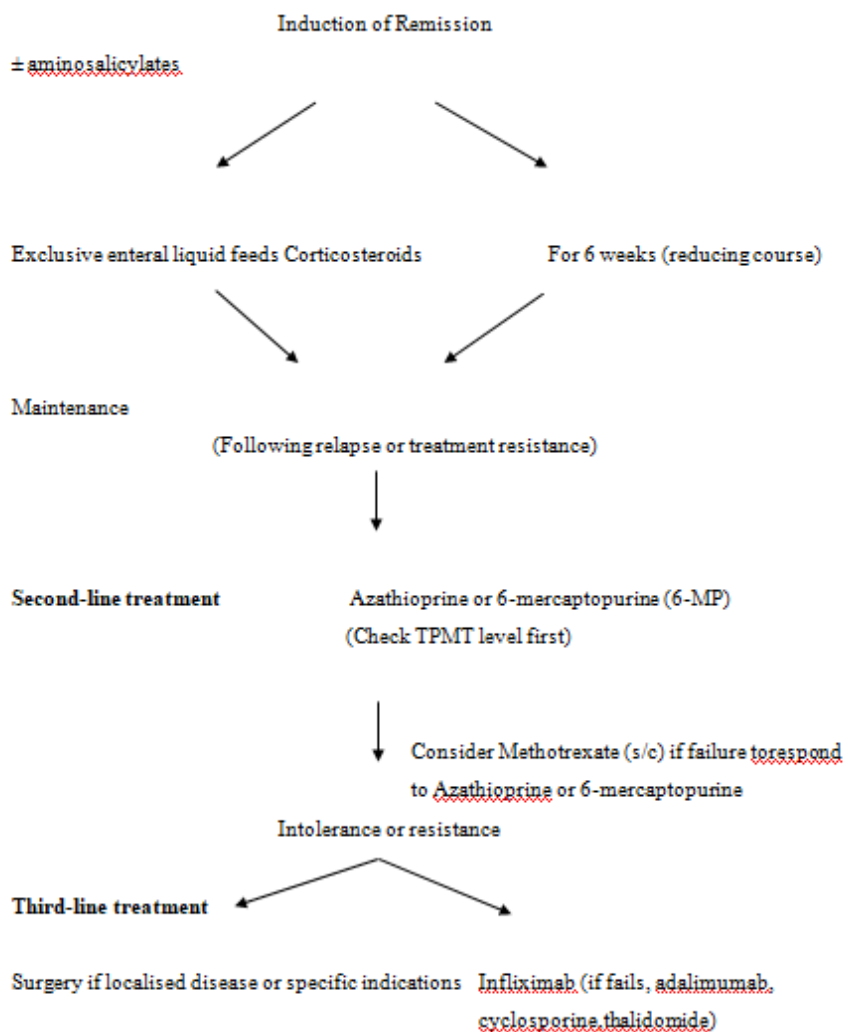 Induction of Remission
± aminosalicylates
Exclusive enteral liquid feeds Corticosteroids For 6 weeks (reducing course)
Maintenance
(Following relapse or treatment resistance)
Second-line treatment Azathioprine or 6-mercaptopurine (6-MP)
(Check TPMT level first)
Consider Methotrexate (s/c) if failure torespond
to Azathioprine or 6-mercaptopurine
Intolerance or resistance
Third-line treatment
Surgery if localised disease or specific indications Infliximab (if fails, adalimumab,
cyclosporine,thalidomide)